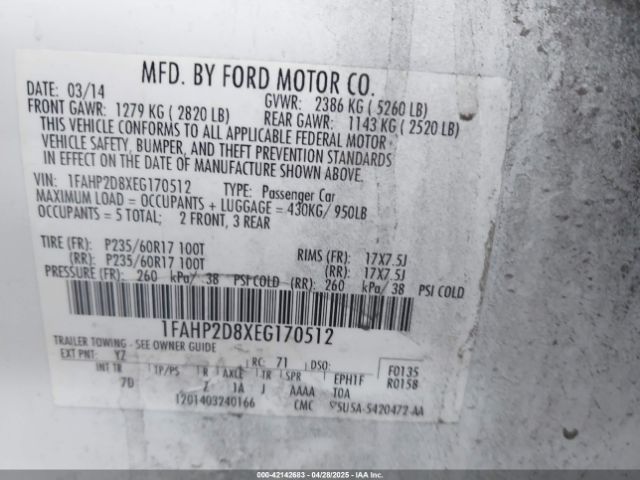 MFD. BY FORD MOTOR CO.
DATE: 03/14 GVWR: 2386 KG ( 5260 LB)
FRONT GAWR: 1279 KG ( 2820 LB) REAR GAWR: 1143 KG ( 2520 LB)
THIS VEHICLE CONFORMS TO ALL APPLICABLE FEDERAL MOTOR
VEHICLE SAFETY, BUMPER, AND THEFT PREVENTION STANDARDS
IN EFFECT ON THE DATE OF MANUFACTURE SHOWN ABOVE.
VIN: 1FAHP2D8XEG170512 TYPE: Passenger Car
MAXIMUM LOAD = OCCUPANTS + LUGGAGE = 430KG/ 950LB
OCCUPANTS = 5 TOTAL; 2 FRONT, 3 REAR
TIRE (FR): P235/60R17 100T RIMS (FR): 17X7.5J
(RR): P235/60R17 100T (RR): 17X7.5J
PRESSURE (FR): 260 kPa/ 38 PSI COLD (RR): 260 kPa/ 38 PSI COLD
1FAHP2D8XEG170512
TRAILER TOWING - SEE OWNER GUIDE
EXT PNT: YZ RC: 71 DSO: F0135
INT TR TP/PS R AXLE TR SPR EPH1F R0158
7D Z 1A J AAAA TOA
1201403240166 CMC 5USA-5420472-AA
000-42142683 - 04/28/2025 - IAA Inc.